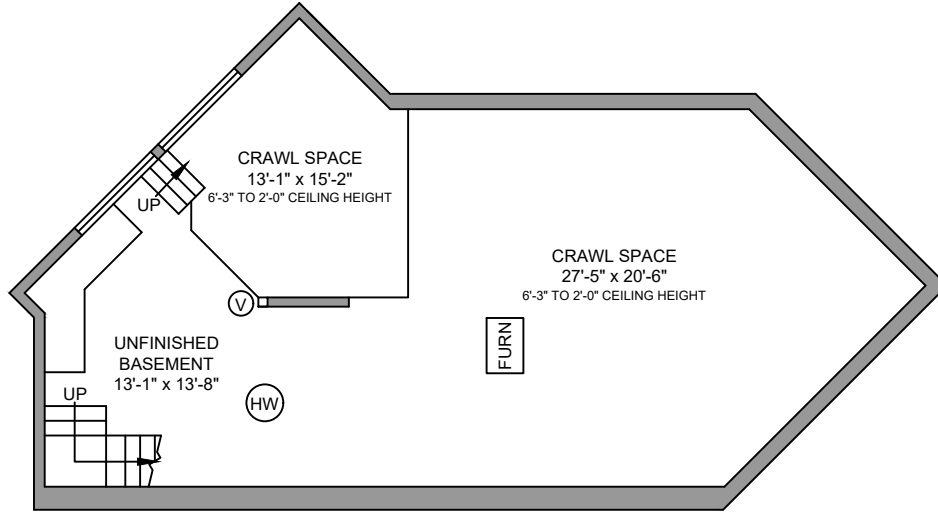 CRAWL SPACE
13'-1" x 15'-2"
6'-3" TO 2'-0" CEILING HEIGHT
UP
CRAWL SPACE
27'-5" x 20'-6"
6'-3" TO 2'-0" CEILING HEIGHT
V
FURN
UNFINISHED
BASEMENT
13'-1" x 13'-8"
UP
HW